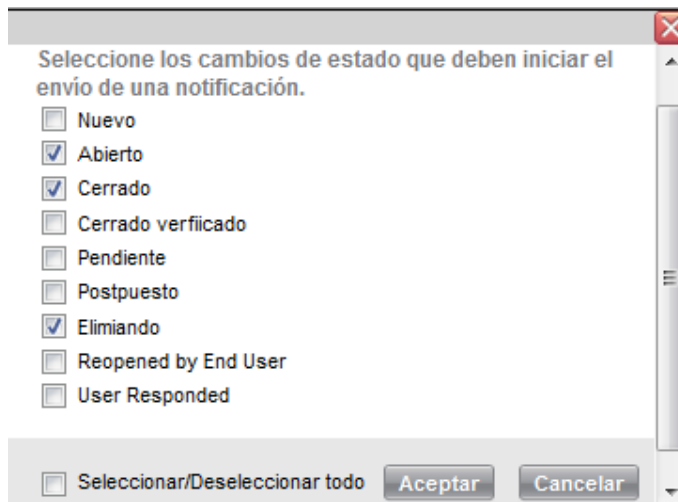 Seleccione los cambios de estado que deben iniciar el
envío de una notificación.
Nuevo
Abierto
Cerrado
Cerrado verfiicado
Pendiente
Postpuesto
Elimiando
Reopened by End User
User Responded
Seleccionar/Deseleccionar todo Aceptar Cancelar